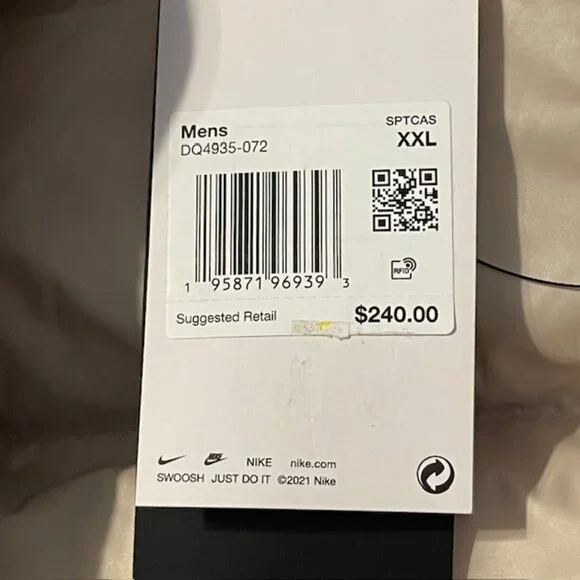 Mens
SPTCAS
DQ4935-072
XXL
RFID
1 95871 96939 3
Suggested Retail
$240.00
NIKE nike.com
SWOOSH JUST DO IT ©2021 Nike